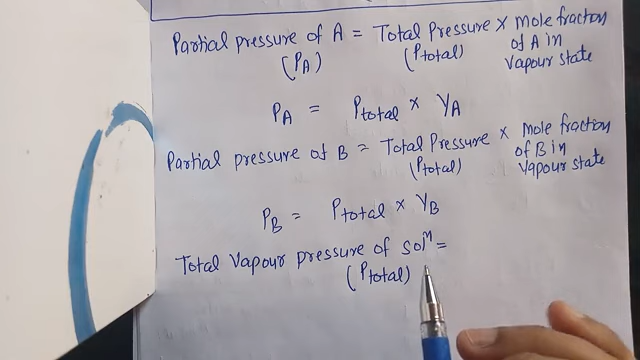 Partial pressure of A = Total Pressure × mole fraction
(PA) (Ptotal) of A in
vapour state
PA = Ptotal × YA
Partial pressure of B = Total Pressure × mole fraction
(Ptotal) of B in
vapour state
PB = Ptotal × YB
Total Vapour pressure of solⁿ =
(Ptotal)